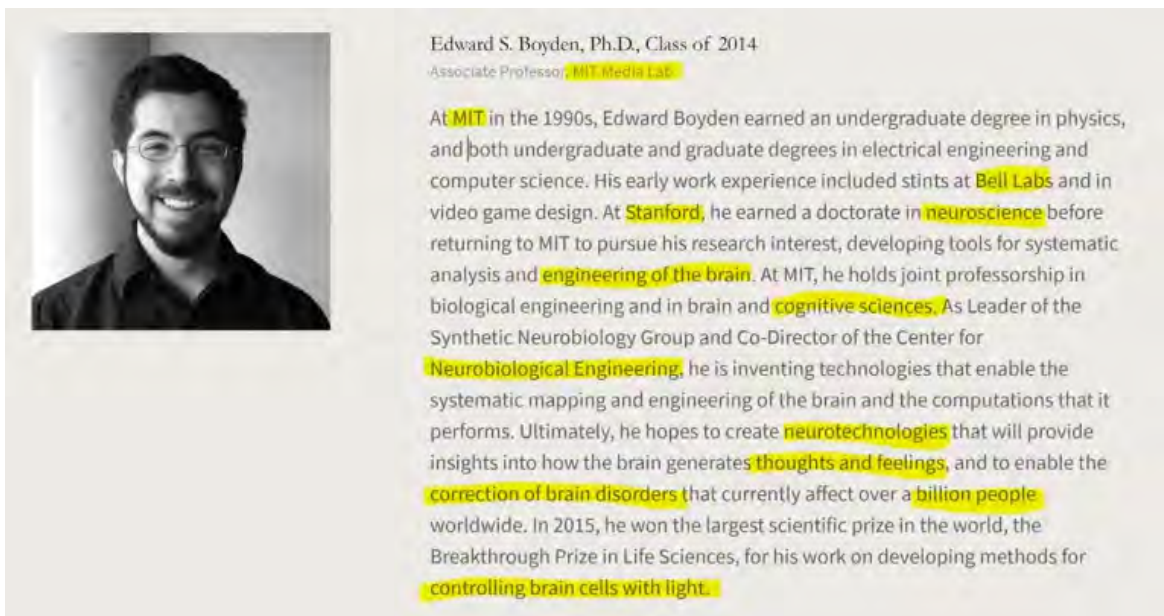 Edward S. Boyden, Ph.D., Class of 2014
Associate Professor, MIT Media Lab
At MIT in the 1990s, Edward Boyden earned an undergraduate degree in physics,
and both undergraduate and graduate degrees in electrical engineering and
computer science. His early work experience included stints at Bell Labs and in
video game design. At Stanford, he earned a doctorate in neuroscience before
returning to MIT to pursue his research interest, developing tools for systematic
analysis and engineering of the brain. At MIT, he holds joint professorship in
biological engineering and in brain and cognitive sciences. As Leader of the
Synthetic Neurobiology Group and Co-Director of the Center for
Neurobiological Engineering, he is inventing technologies that enable the
systematic mapping and engineering of the brain and the computations that it
performs. Ultimately, he hopes to create neurotechnologies that will provide
insights into how the brain generates thoughts and feelings, and to enable the
correction of brain disorders that currently affect over a billion people
worldwide. In 2015, he won the largest scientific prize in the world, the
Breakthrough Prize in Life Sciences, for his work on developing methods for
controlling brain cells with light.